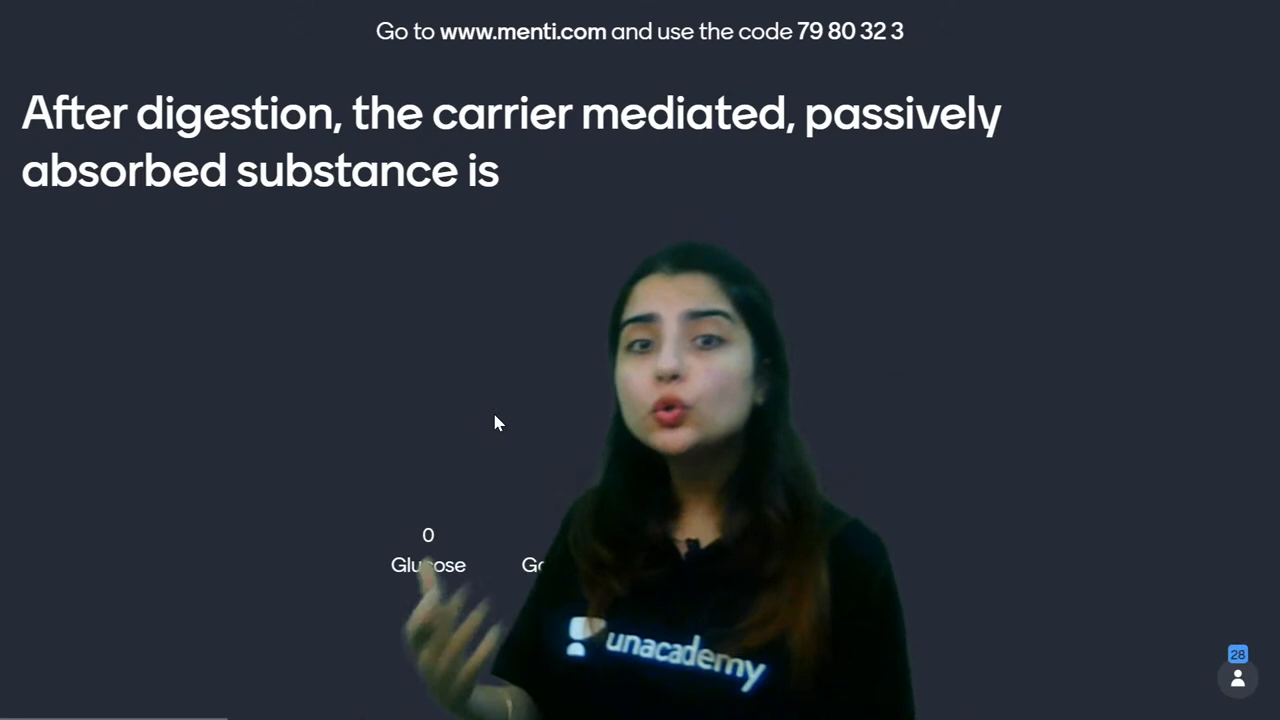 Go to www.menti.com and use the code 79 80 32 3
After digestion, the carrier mediated, passively
absorbed substance is
0
Glucose
unacademy
28